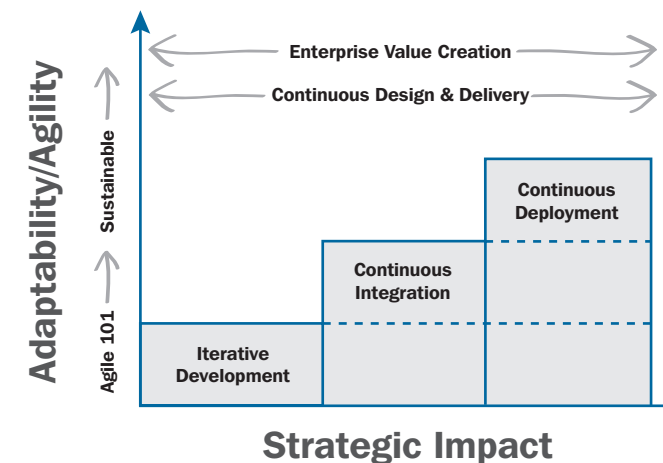 Enterprise Value Creation
Continuous Design & Delivery
Adaptability/Agility
Sustainable
Agile 101
Continuous
Deployment
Continuous
Integration
Iterative
Development
Strategic Impact